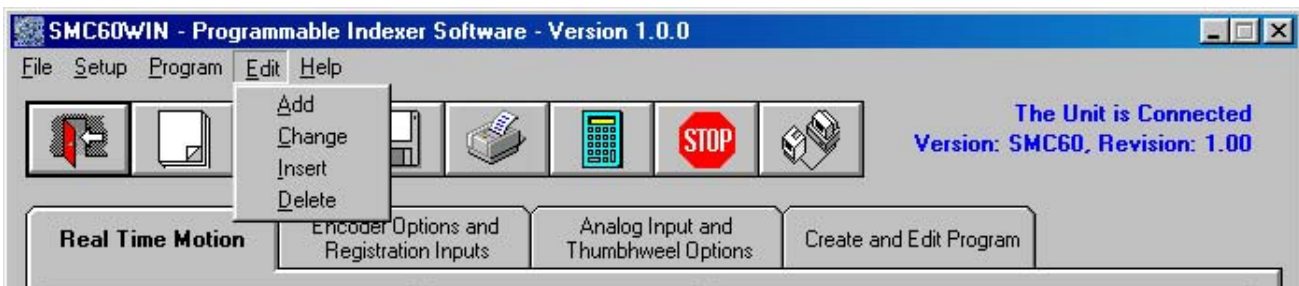 SMC60WIN - Programmable Indexer Software - Version 1.0.0
File Setup Program Edit Help
Add
Change
Insert
Delete
STOP
The Unit is Connected
Version: SMC60, Revision: 1.00
Real Time Motion
Encoder Options and
Registration Inputs
Analog Input and
Thumbhweel Options
Create and Edit Program